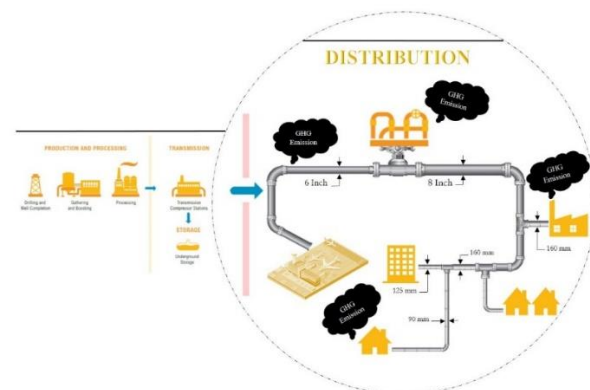 DISTRIBUTION
PRODUCTION AND PROCESSING
TRANSMISSION
Drilling and
Well Completion
Gathering
and Boosting
Processing
Transmission
Compressor Stations
STORAGE
Underground
Storage
GHG
Emission
GHG
Emission
6 Inch
8 Inch
GHG
Emission
160 mm
160 mm
125 mm
90 mm
GHG
Emission